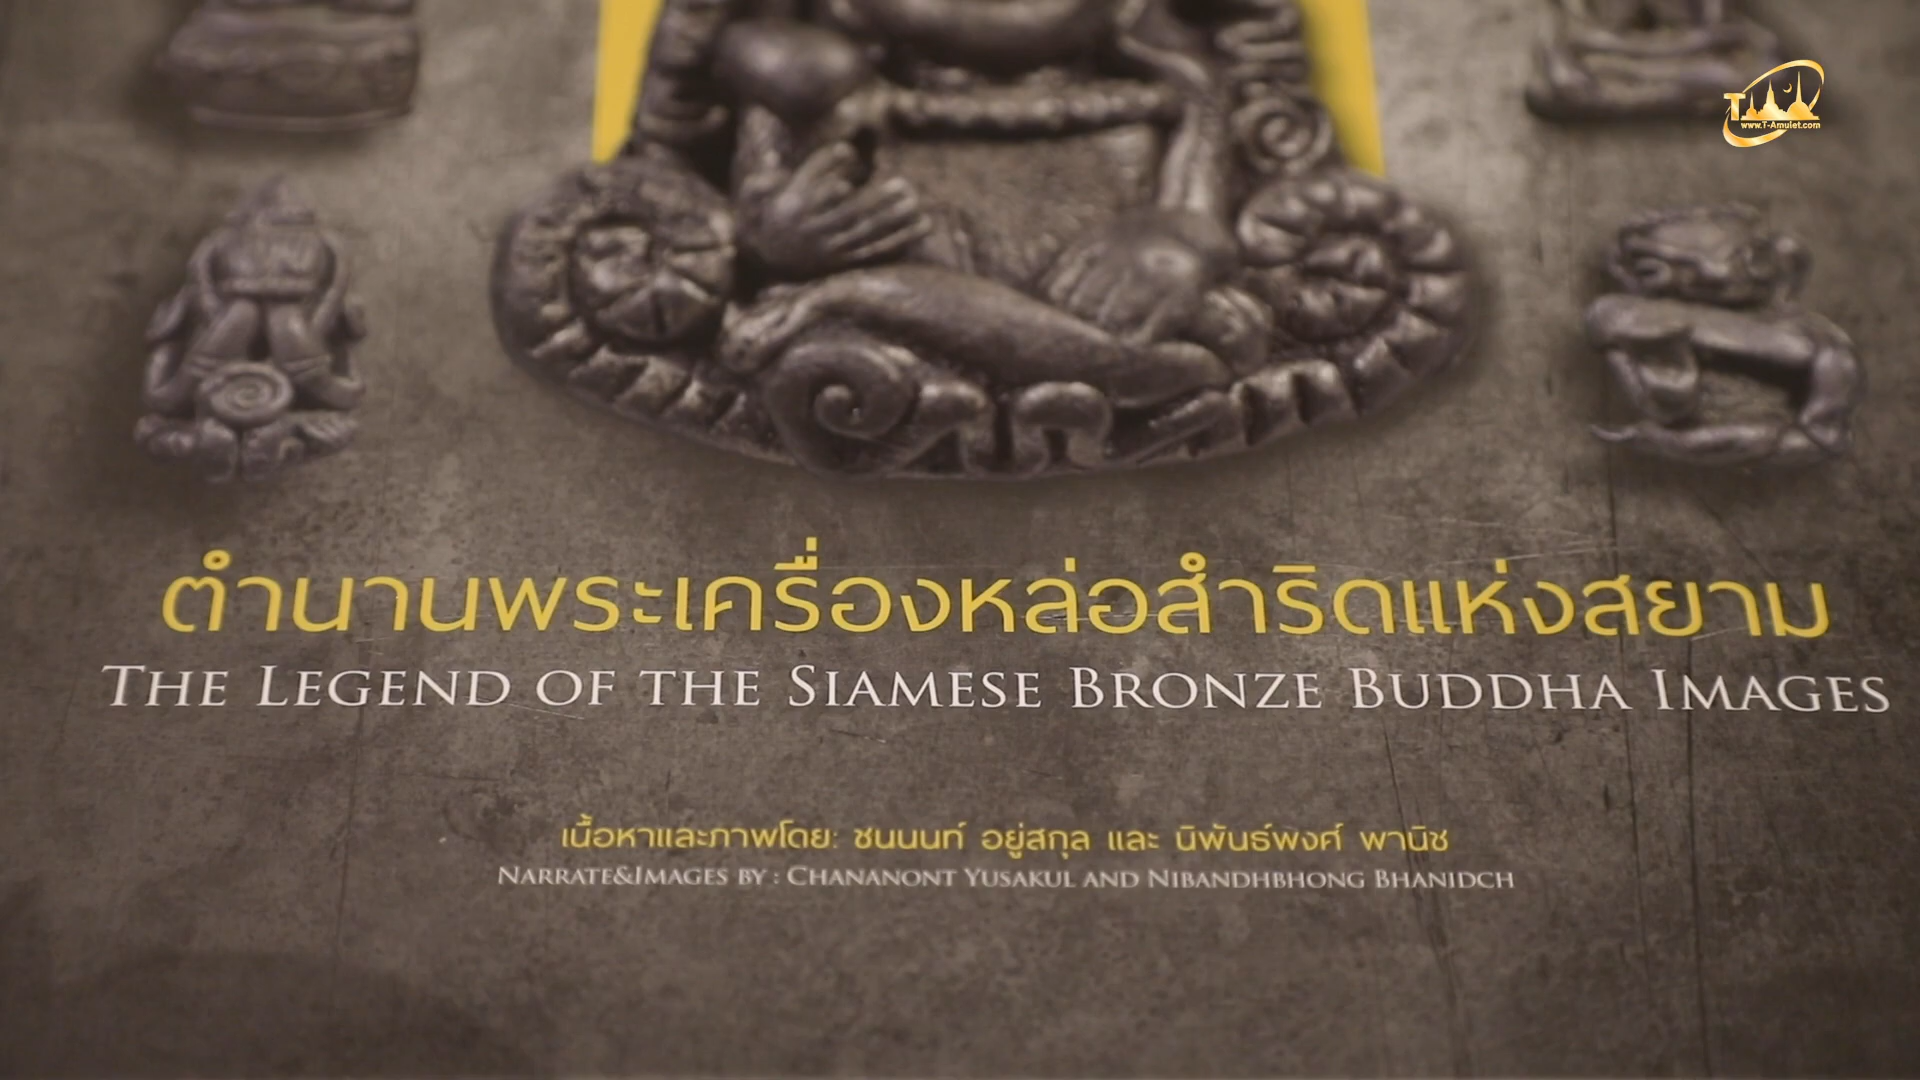 T
www.T-Amulet.com
ตำนานพระเครื่องหล่อสำริดแห่งสยาม
THE LEGEND OF THE SIAMESE BRONZE BUDDHA IMAGES
เนื้อหาและภาพโดย: ชนนนท์ อยู่สกุล และ นิพันธ์พงศ์ พานิช
NARRATE&IMAGES BY : CHANANONT YUSAKUL AND NIBANDHBHONG BHANIDCH